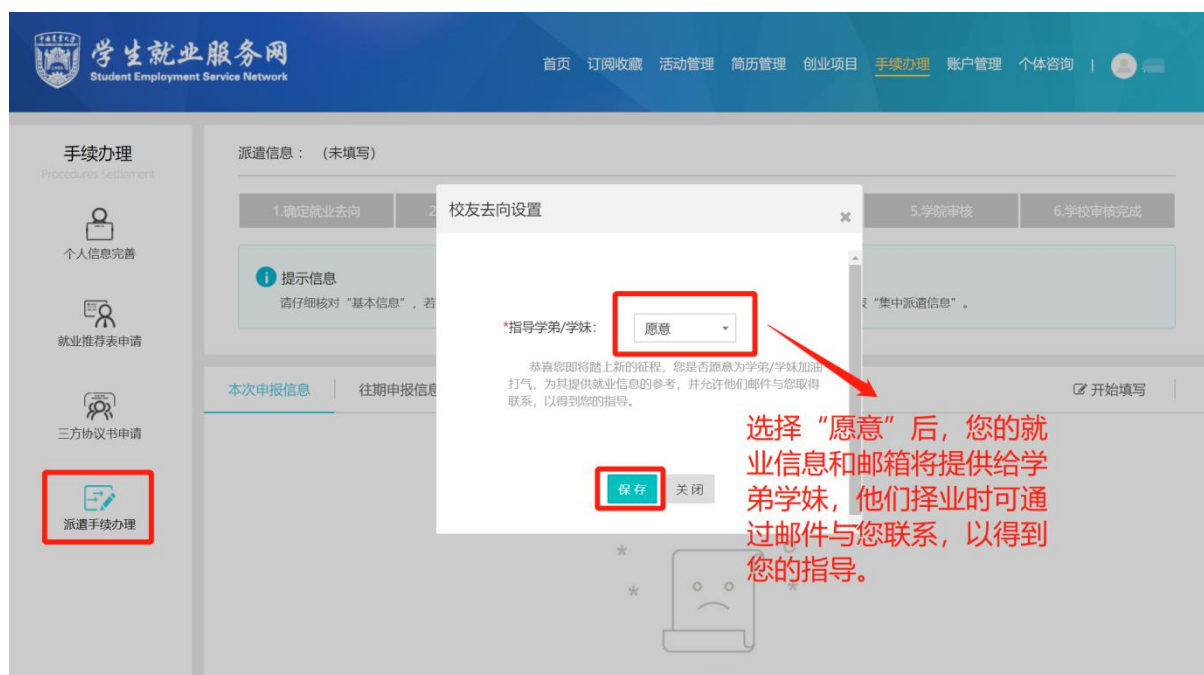 学生就业服务网
Student Employment Service Network
首页 订阅收藏 活动管理 简历管理 创业项目 手续办理 账户管理 个体咨询 |
手续办理
Procedures Settlement
个人信息完善
就业推荐表申请
三方协议书申请
派遣手续办理
派遣信息： （未填写）
1.确定就业去向
2
5.学院审核
6.学校审核完成
提示信息
请仔细核对“基本信息”，若
“集中派遣信息”。
本次申报信息
往期申报信息
开始填写
校友去向设置
*指导学弟/学妹：
愿意
恭喜您即将踏上新的征程，您是否愿意为学弟/学妹加油
打气，为其提供就业信息的参考，并允许他们邮件与您取得
联系，以得到您的指导。
保存
关闭
选择“愿意”后，您的就
业信息和邮箱将提供给学
弟学妹，他们择业时可通
过邮件与您联系，以得到
您的指导。